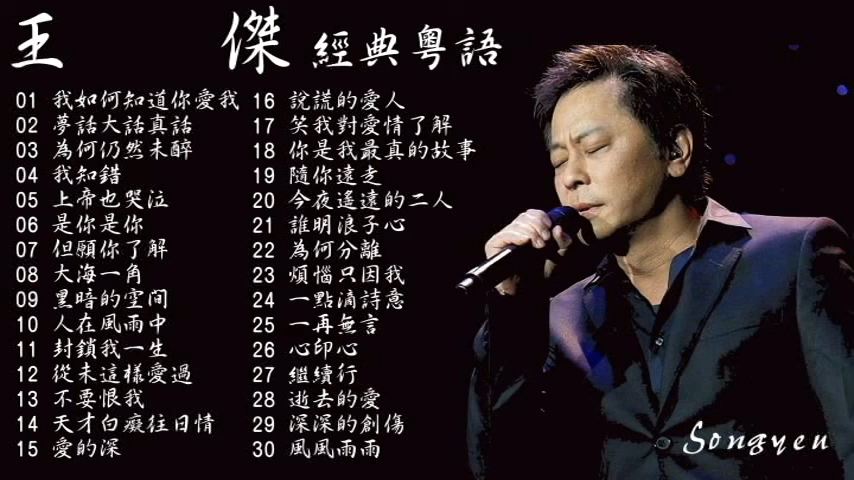 王 傑 經典粵語
01 我如何知道你愛我
02 夢話大話真話
03 為何仍然未醉
04 我知錯
05 上帝也哭泣
06 是你是你
07 但願你了解
08 大海一角
09 黑暗的空間
10 人在風雨中
11 封鎖我一生
12 從未這樣愛過
13 不要恨我
14 天才白癡往日情
15 愛的深
16 說謊的愛人
17 笑我對愛情了解
18 你是我最真的故事
19 隨你遠走
20 今夜遙遠的二人
21 誰明浪子心
22 為何分離
23 煩惱只因我
24 一點滴詩意
25 一再無言
26 心印心
27 繼續行
28 逝去的愛
29 深深的創傷
30 風風雨雨
Songyeu